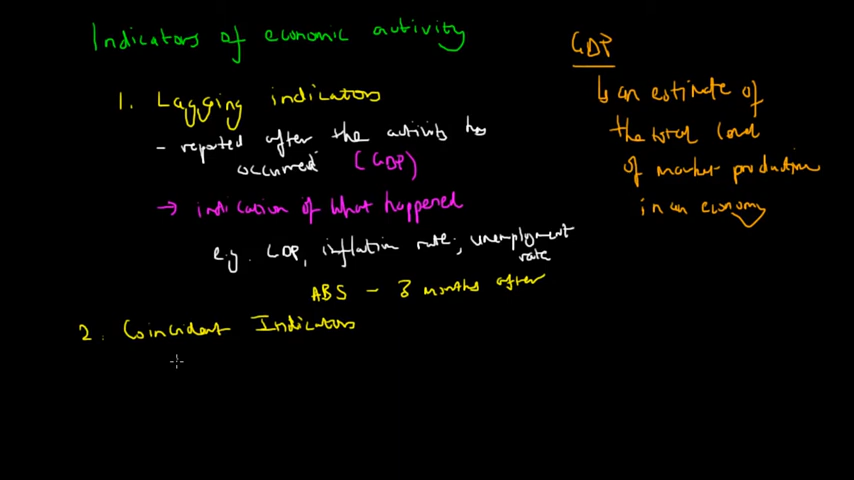 Indicators of economic activity
1. Lagging indicators
- reported after the activity has
occurred (GDP)
→ indication of what happened
e.g. GDP, inflation rate, unemployment
rate
ABS - 3 months after
2. Coincident Indicators
GDP
↳ an estimate of
the total level
of market production
in an economy